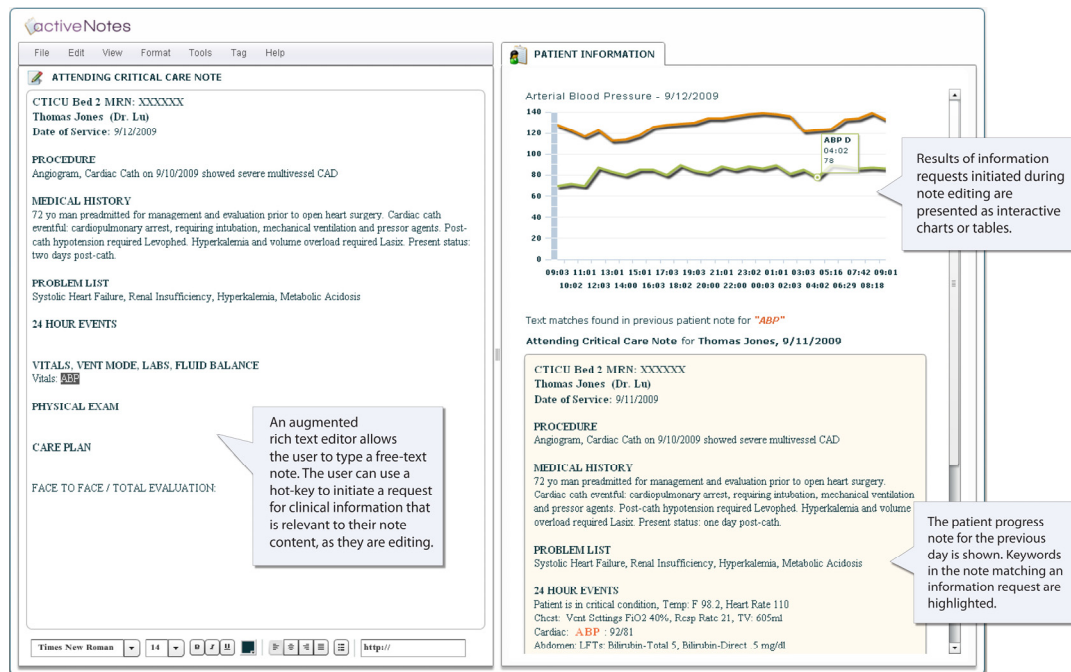 activeNotes
File Edit View Format Tools Tag Help
ATTENDING CRITICAL CARE NOTE
CTICU Bed 2 MRN: XXXXXX
Thomas Jones (Dr. Lu)
Date of Service: 9/12/2009
PROCEDURE
Angiogram, Cardiac Cath on 9/10/2009 showed severe multivessel CAD
MEDICAL HISTORY
72 yo man preadmitted for management and evaluation prior to open heart surgery. Cardiac cath
eventful: cardiopulmonary arrest, requiring intubation, mechanical ventilation and pressor agents. Post-
cath hypotension required Levophed. Hyperkalemia and volume overload required Lasix. Present status:
two days post-cath.
PROBLEM LIST
Systolic Heart Failure, Renal Insufficiency, Hyperkalemia, Metabolic Acidosis
24 HOUR EVENTS
VITALS, VENT MODE, LABS, FLUID BALANCE
Vitals: ABP
PHYSICAL EXAM
CARE PLAN
FACE TO FACE / TOTAL EVALUATION:
An augmented
rich text editor allows
the user to type a free-text
note. The user can use a
hot-key to initiate a request
for clinical information that
is relevant to their note
content, as they are editing.
Times New Roman 14 B I U http://
PATIENT INFORMATION
Arterial Blood Pressure - 9/12/2009
140
120
100
80
60
40
20
0
ABP D
04:02
78
09:03 11:01 13:01 15:01 17:03 19:03 21:01 23:02 01:01 03:03 05:16 07:42 09:01
10:02 12:03 14:00 16:03 18:02 20:00 22:00 00:03 02:03 04:02 06:29 08:18
Results of information
requests initiated during
note editing are
presented as interactive
charts or tables.
Text matches found in previous patient note for "ABP"
Attending Critical Care Note for Thomas Jones, 9/11/2009
CTICU Bed 2 MRN: XXXXXX
Thomas Jones (Dr. Lu)
Date of Service: 9/11/2009
PROCEDURE
Angiogram, Cardiac Cath on 9/10/2009 showed severe multivessel CAD
MEDICAL HISTORY
72 yo man preadmitted for management and evaluation prior to open heart surgery.
Cardiac cath eventful: cardiopulmonary arrest, requiring intubation, mechanical ventilation
and pressor agents. Post-cath hypotension required Levophed. Hyperkalemia and volume
overload required Lasix. Present status: one day post-cath.
PROBLEM LIST
Systolic Heart Failure, Renal Insufficiency, Hyperkalemia, Metabolic Acidosis
24 HOUR EVENTS
Patient is in critical condition, Temp: F 98.2, Heart Rate 110
Chest: Vent Settings FiO2 40%, Resp Rate 21, TV: 605ml
Cardiac: ABP : 92/81
Abdomen: LFTs: Bilirubin-Total 5, Bilirubin-Direct .5 mg/dl
The patient progress
note for the previous
day is shown. Keywords
in the note matching an
information request are
highlighted.